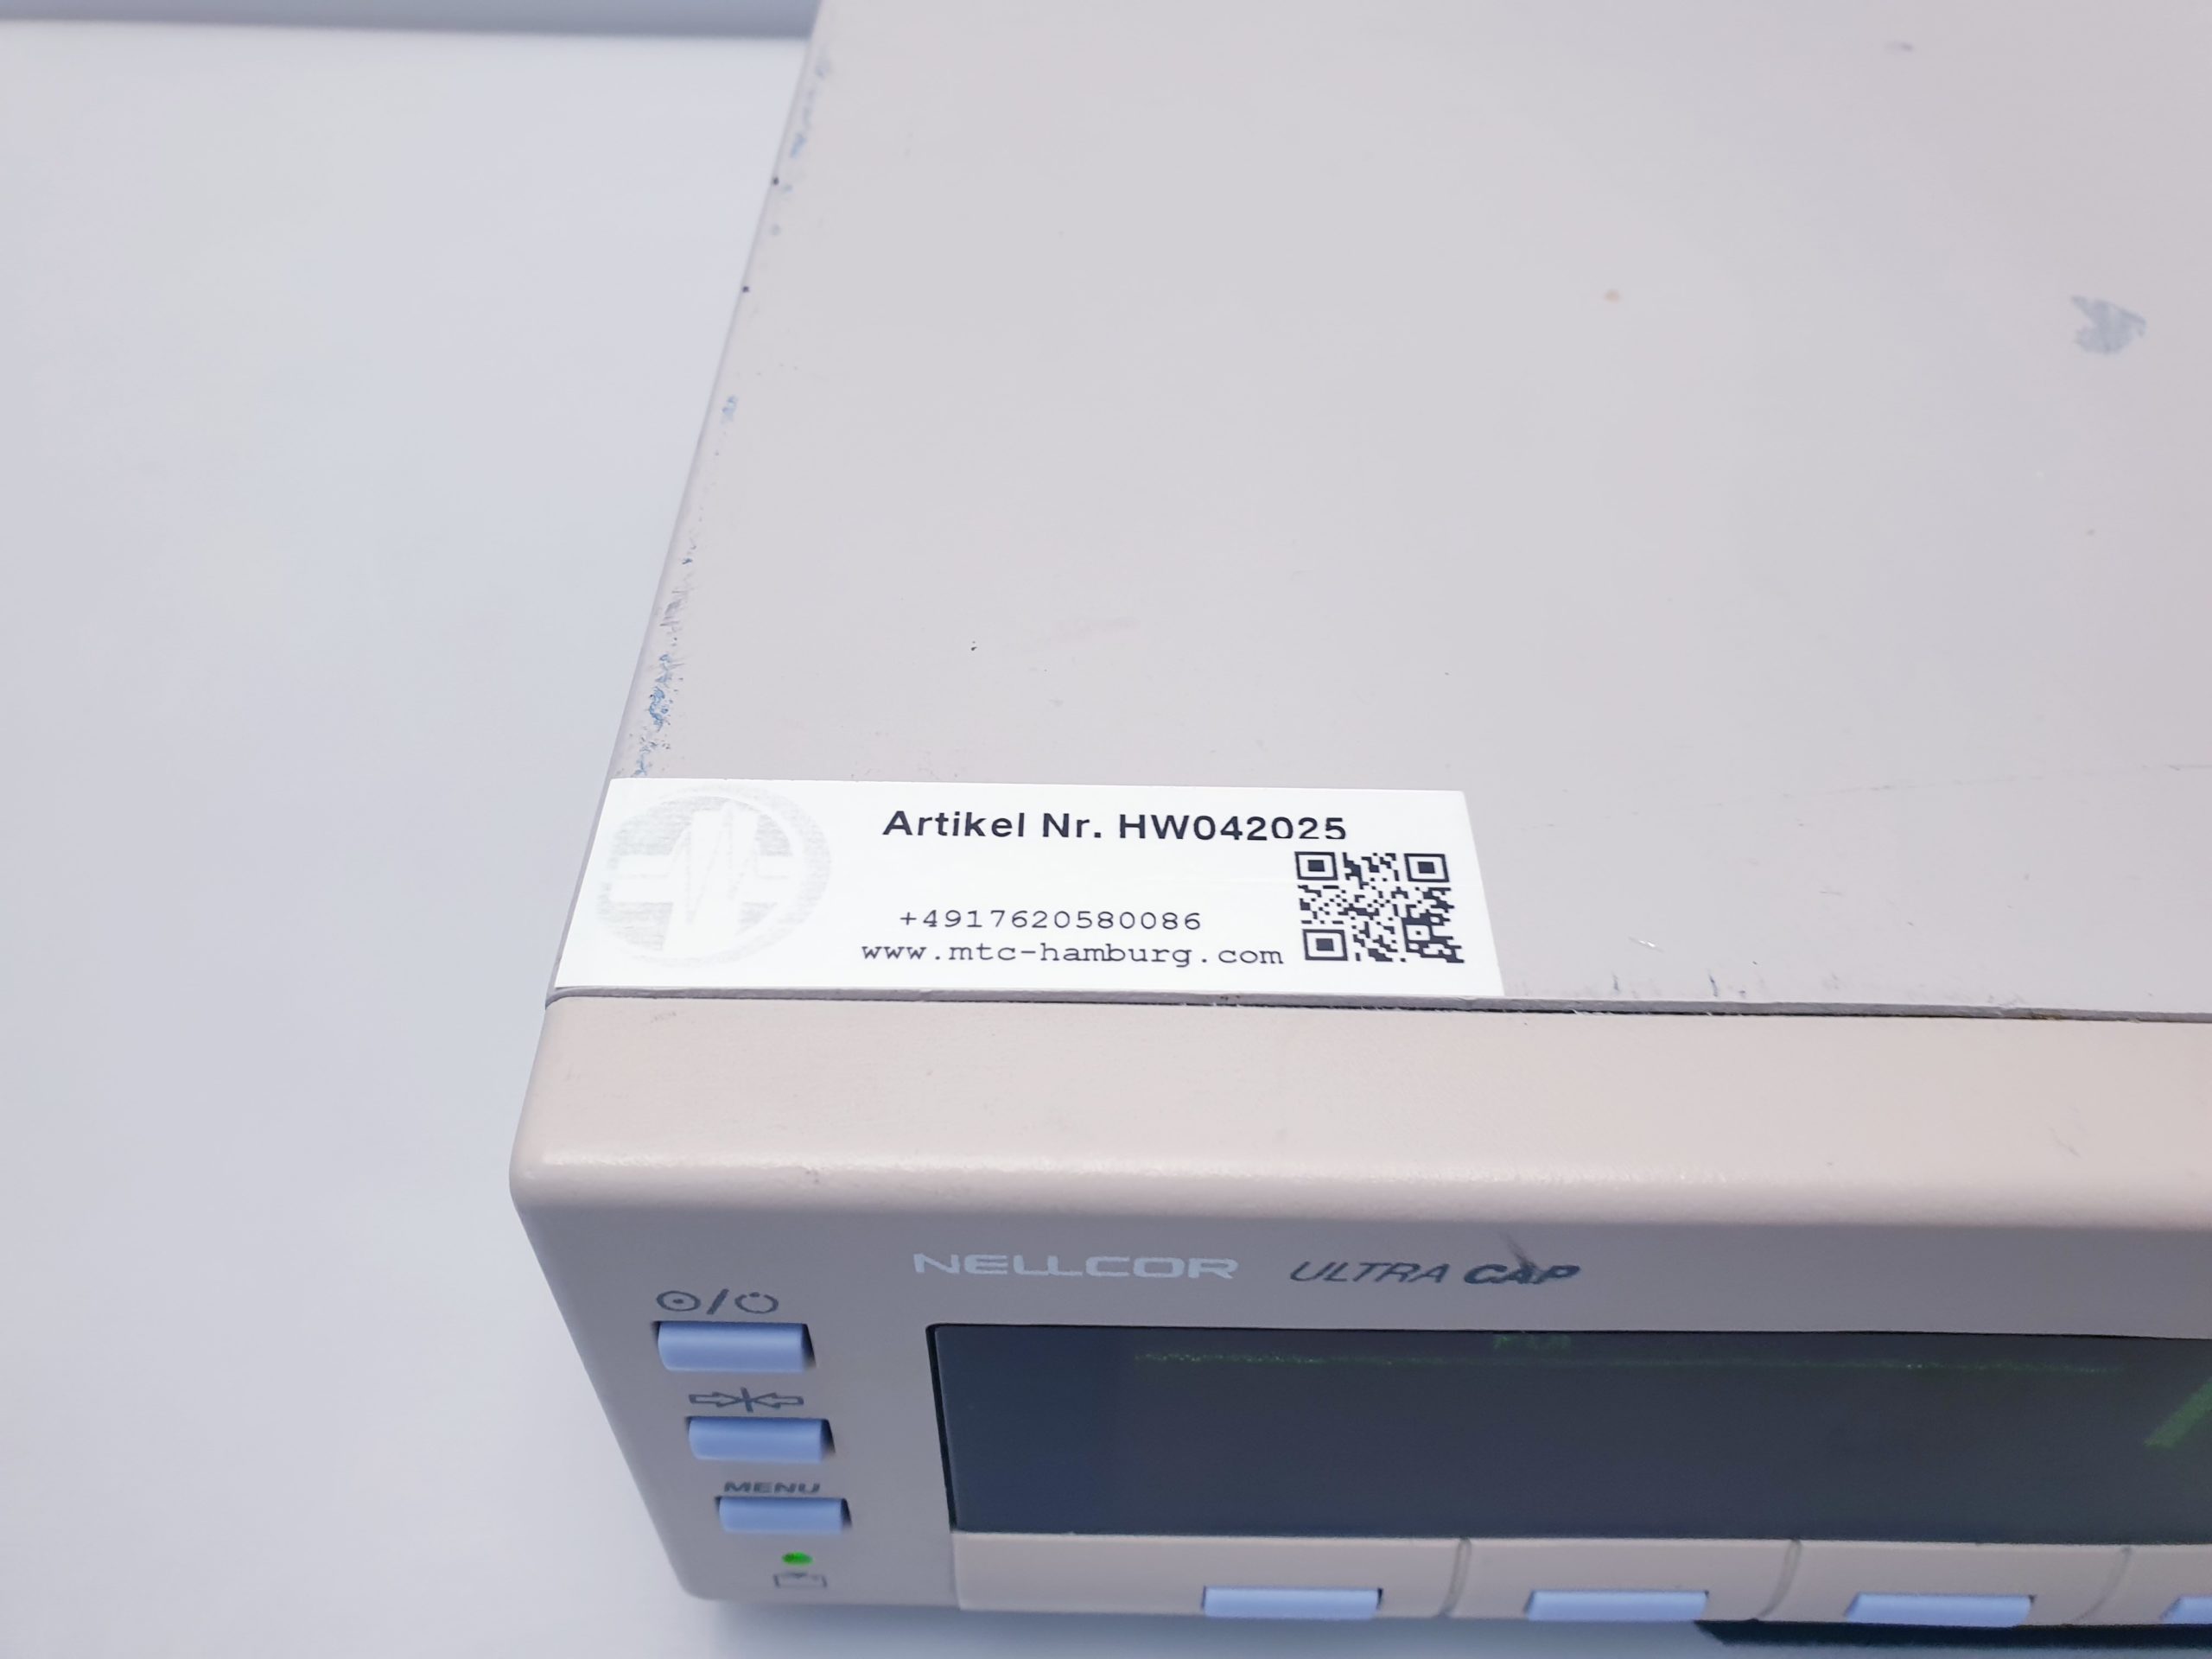 Artikel Nr. HW042025
+4917620580086
www.mtc-hamburg.com
NELLCOR ULTRA CAP
MENU